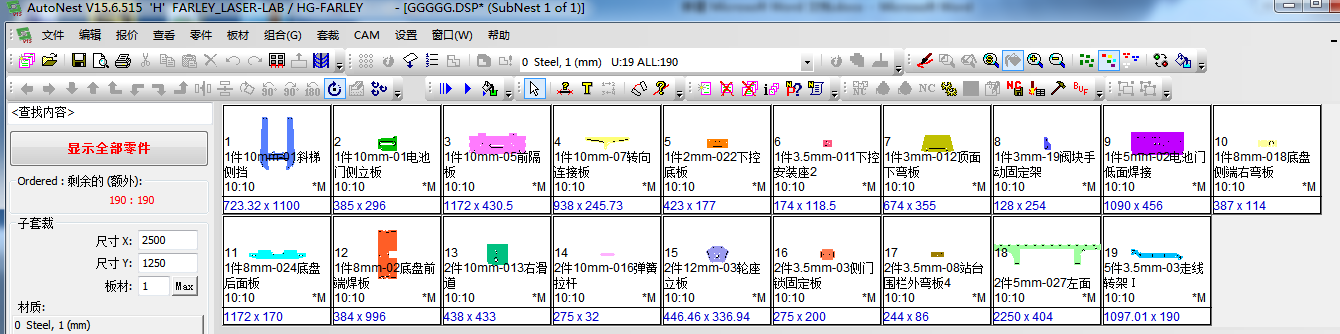 AutoNest V15.6.515 'H' FARLEY_LASER-LAB / HG-FARLEY - [GGGGG.DSP* (SubNest 1 of 1)]
文件 编辑 报价 查看 零件 板材 组合(G) 套裁 CAM 设置 窗口(W) 帮助
0 Steel, 1 (mm) U:19 ALL:190
<查找内容>
显示全部零件
Ordered : 剩余的 (额外):
190 : 190
子套裁
尺寸 X: 2500
尺寸 Y: 1250
板材: 1 Max
材质:
0 Steel, 1 (mm)
1
1件10mm-01斜梯
侧挡
10:10 *M
723.32 x 1100
2
1件10mm-01电池
门侧立板
10:10 *M
385 x 296
3
1件10mm-05前隔
板
10:10 *M
1172 x 430.5
4
1件10mm-07转向
连接板
10:10 *M
938 x 245.73
5
1件2mm-022下控
底板
10:10 *M
423 x 177
6
1件3.5mm-011下控
安装座2
10:10 *M
174 x 118.5
7
1件3mm-012顶面
下弯板
10:10 *M
674 x 355
8
1件3mm-19阀块手
动固定架
10:10 *M
128 x 254
9
1件5mm-02电池门
低面焊接
10:10 *M
1090 x 456
10
1件8mm-018底盘
侧端右弯板
10:10 *M
387 x 114
11
1件8mm-024底盘
后面板
10:10 *M
1172 x 170
12
1件8mm-02底盘前
端焊板
10:10 *M
384 x 996
13
2件10mm-013右滑
道
10:10 *M
438 x 433
14
2件10mm-016弹簧
拉杆
10:10 *M
275 x 32
15
2件12mm-03轮座
立板
10:10 *M
446.46 x 336.94
16
2件3.5mm-03侧门
锁固定板
10:10 *M
275 x 200
17
2件3.5mm-08站台
围栏外弯板4
10:10 *M
244 x 86
18
2件5mm-027左面
10:10 *M
2250 x 404
19
5件3.5mm-03走线
转架Ⅰ
10:10 *M
1097.01 x 190